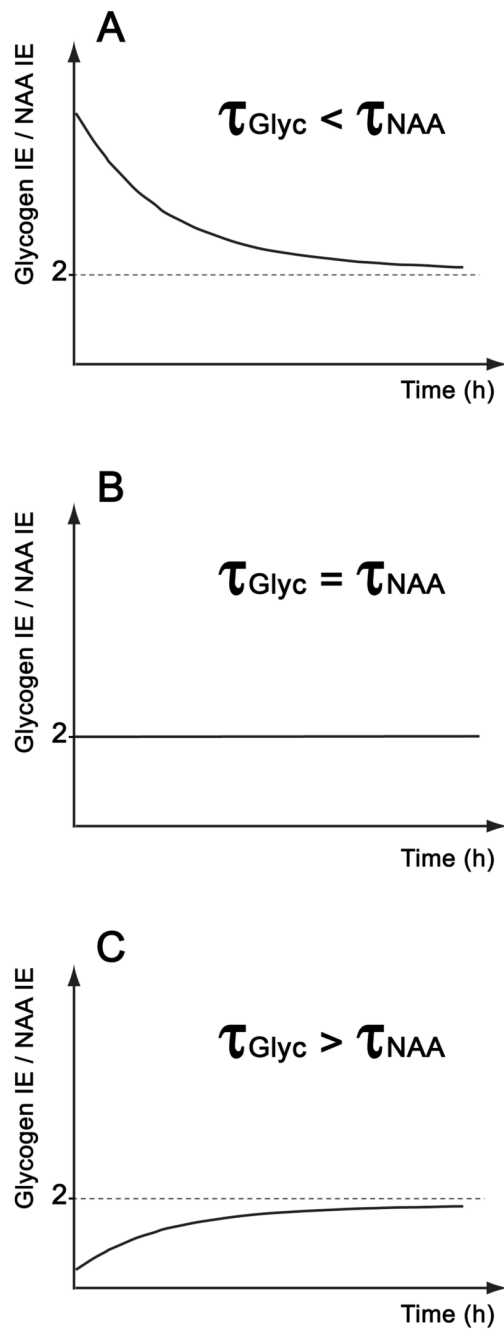 A
Glycogen IE / NAA IE
τGlyc < τNAA
2
Time (h)
B
Glycogen IE / NAA IE
τGlyc = τNAA
2
Time (h)
C
Glycogen IE / NAA IE
τGlyc > τNAA
2
Time (h)